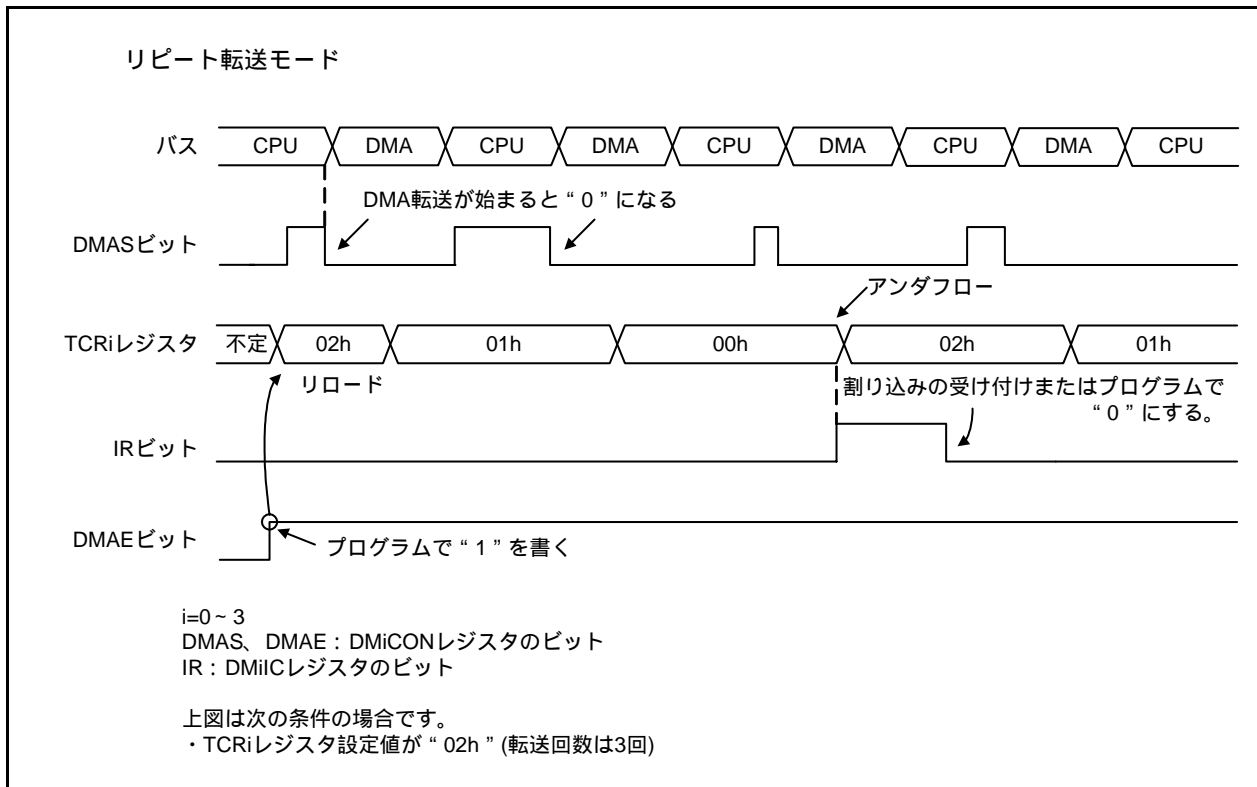 リピート転送モード
バス CPU DMA CPU DMA CPU DMA CPU DMA CPU
DMA転送が始まると“0”になる
DMASビット
アンダフロー
TCRiレジスタ 不定 02h 01h 00h 02h 01h
リロード
割り込みの受け付けまたはプログラムで
“0”にする。
IRビット
DMAEビット
プログラムで“1”を書く
i=0~3
DMAS、DMAE:DMiCONレジスタのビット
IR:DMiICレジスタのビット
上図は次の条件の場合です。
・TCRiレジスタ設定値が“02h”(転送回数は3回)